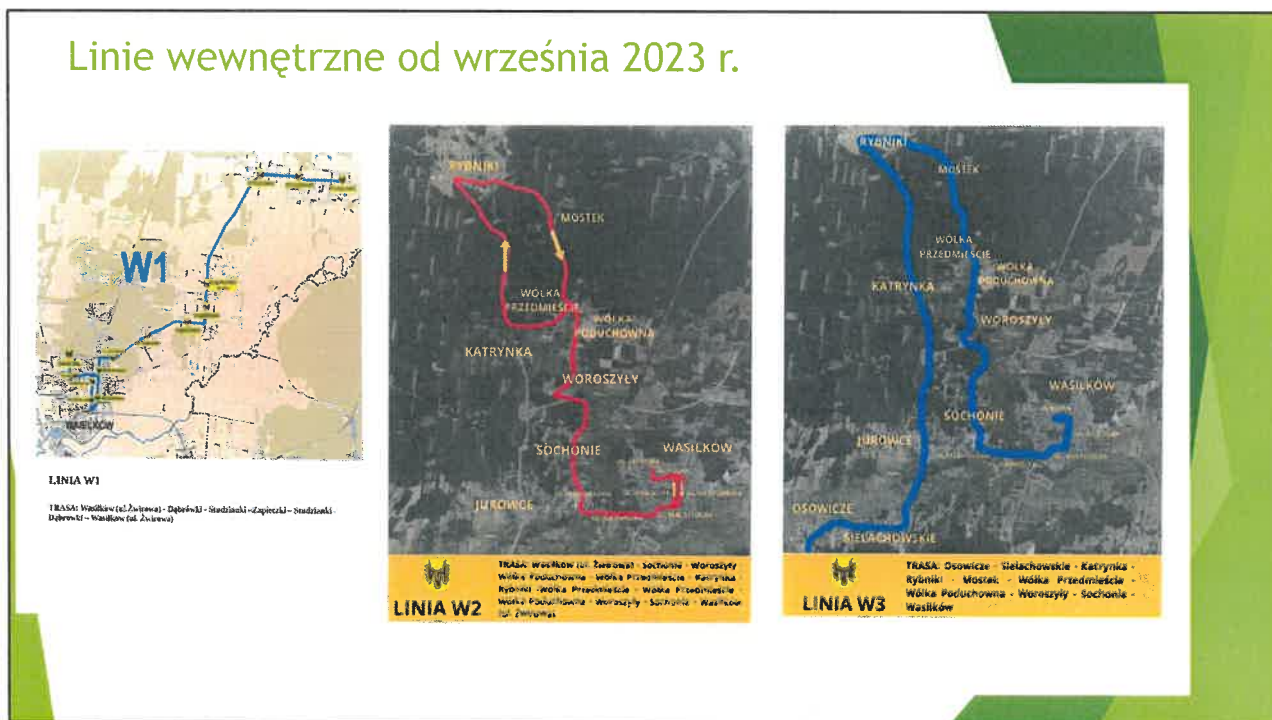 Linie wewnętrzne od września 2023 r.
W1
WASILKÓW
LINIA W1
TRASA: Wasilków (ul. Żwirowa) - Dąbrówki - Studzianki -Zapieczki – Studzianki -
Dąbrówki – Wasilków (ul. Żwirowa)
RYBNIKI
MOSTEK
WÓLKA
PRZEDMIEŚCIE
WÓLKA
PODUCHOWNA
KATRYNKA
WOROSZYŁY
SOCHONIE
WASILKÓW
JUROWCE
LINIA W2
TRASA: Wasilków (ul. Żwirowa) - Sochonie - Woroszyły
Wólka Poduchowna - Wólka Przedmieście - Katrynka -
Rybniki -Wólka Przedmieście - Wólka Przedmieście -
Wólka Poduchowna - Woroszyły - Sochonie - Wasilków
(ul. Żwirowa)
RYBNIKI
MOSTEK
WÓLKA
PRZEDMIEŚCIE
WÓLKA
PODUCHOWNA
KATRYNKA
WOROSZYŁY
WASILKÓW
SOCHONIE
JUROWCE
OSOWICZE
SIELACHOWSKIE
LINIA W3
TRASA: Osowicze - Sielachowskie - Katrynka -
Rybniki - Mostek - Wólka Przedmieście -
Wólka Poduchowna - Woroszyły - Sochonie -
Wasilków